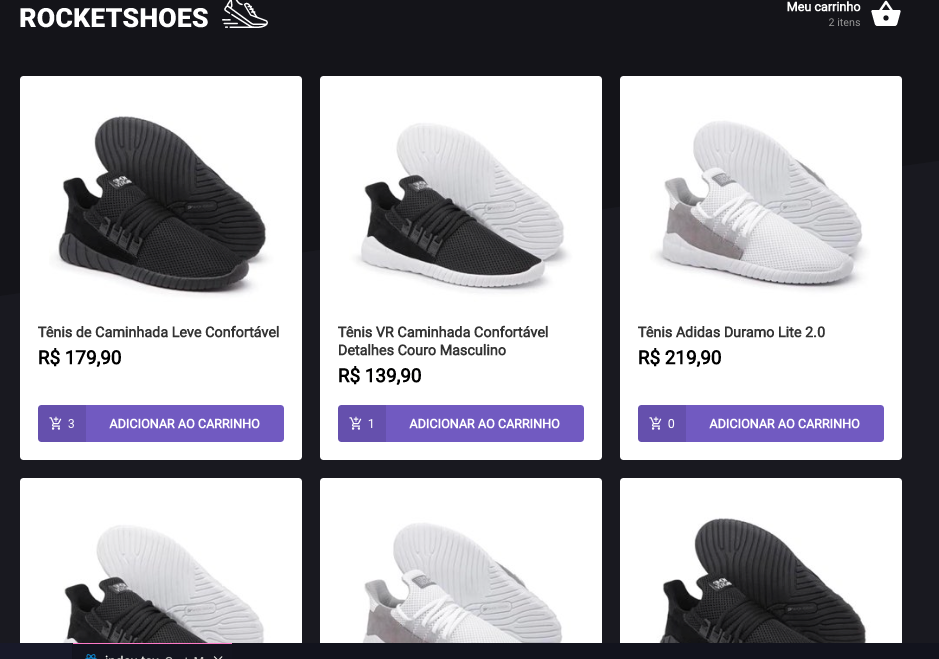 ROCKETSHOES
Meu carrinho
2 itens
Tênis de Caminhada Leve Confortável
R$ 179,90
3 ADICIONAR AO CARRINHO
Tênis VR Caminhada Confortável
Detalhes Couro Masculino
R$ 139,90
1 ADICIONAR AO CARRINHO
Tênis Adidas Duramo Lite 2.0
R$ 219,90
0 ADICIONAR AO CARRINHO